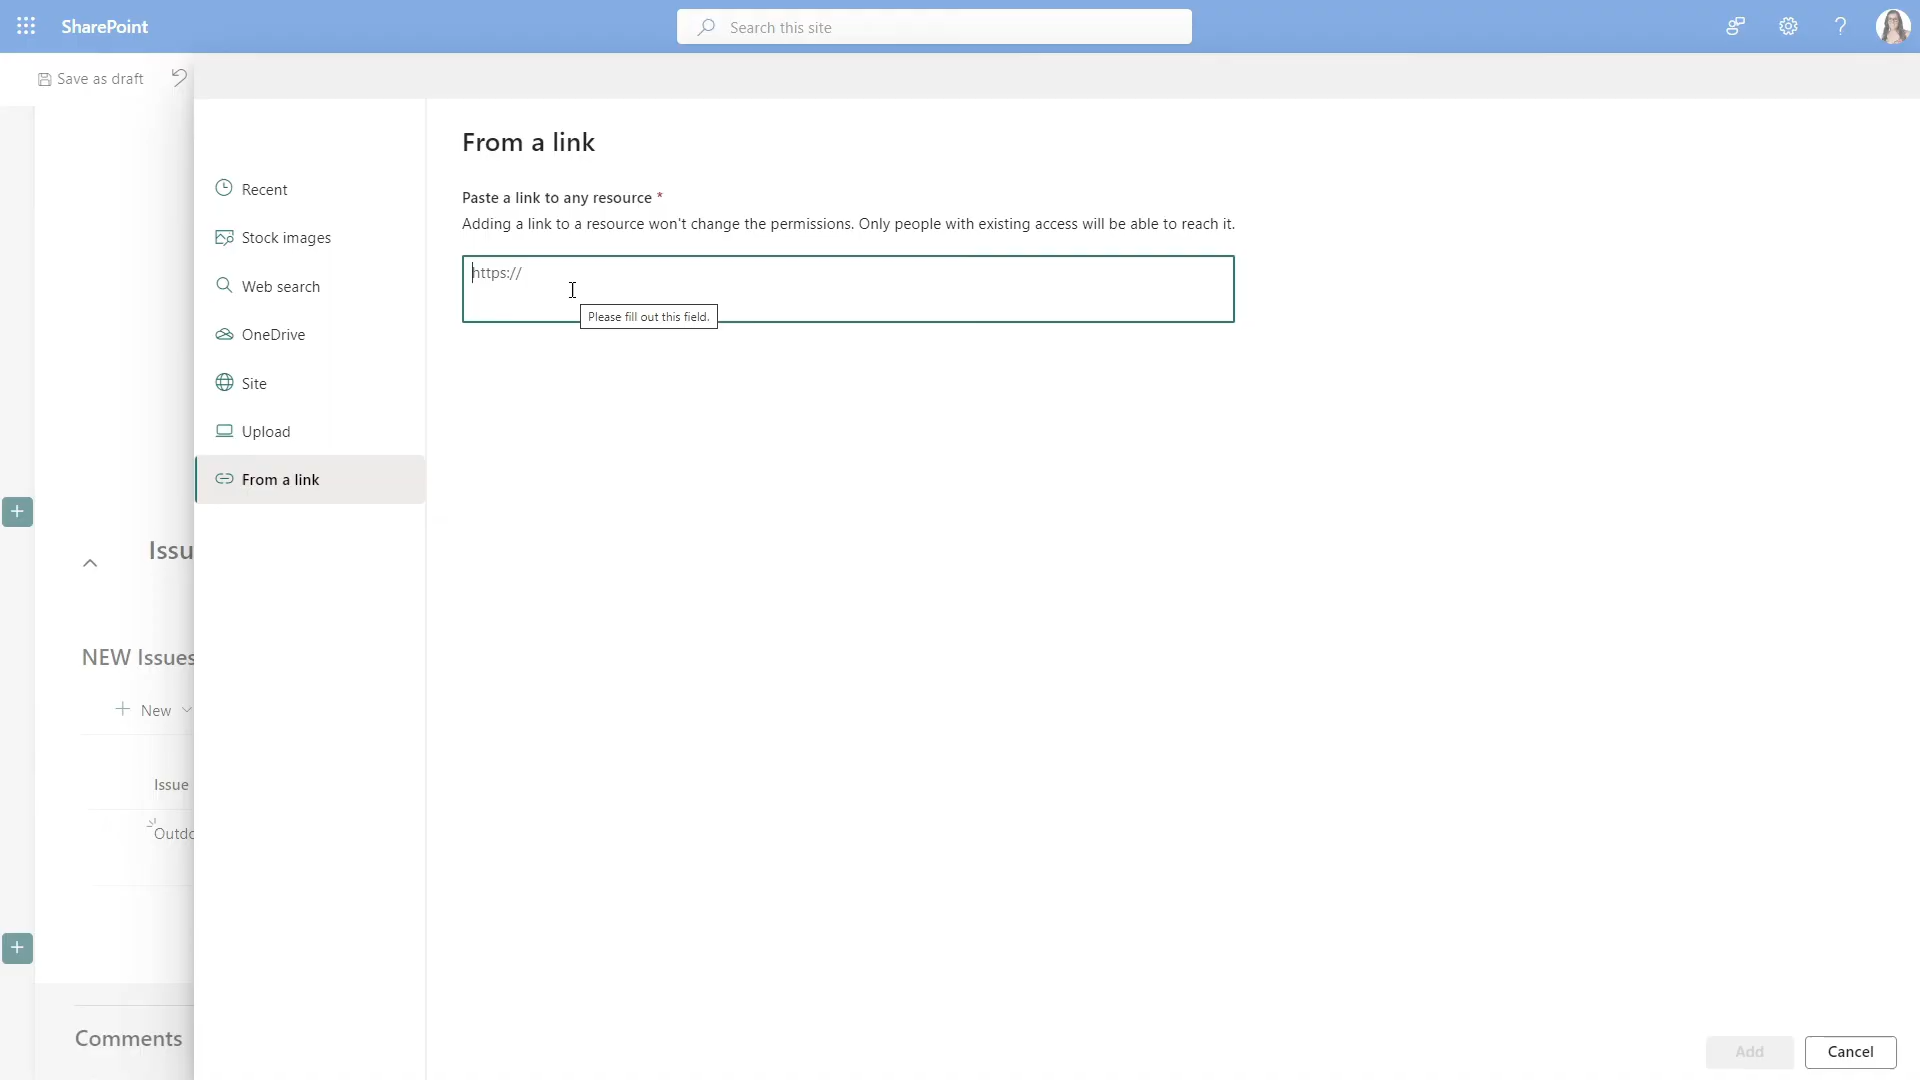 SharePoint
Search this site
Save as draft
From a link
Paste a link to any resource *
Adding a link to a resource won't change the permissions. Only people with existing access will be able to reach it.
https://
Please fill out this field.
Recent
Stock images
Web search
OneDrive
Site
Upload
From a link
Issu
NEW Issues
New
Issue
Outdo
Comments
Add
Cancel